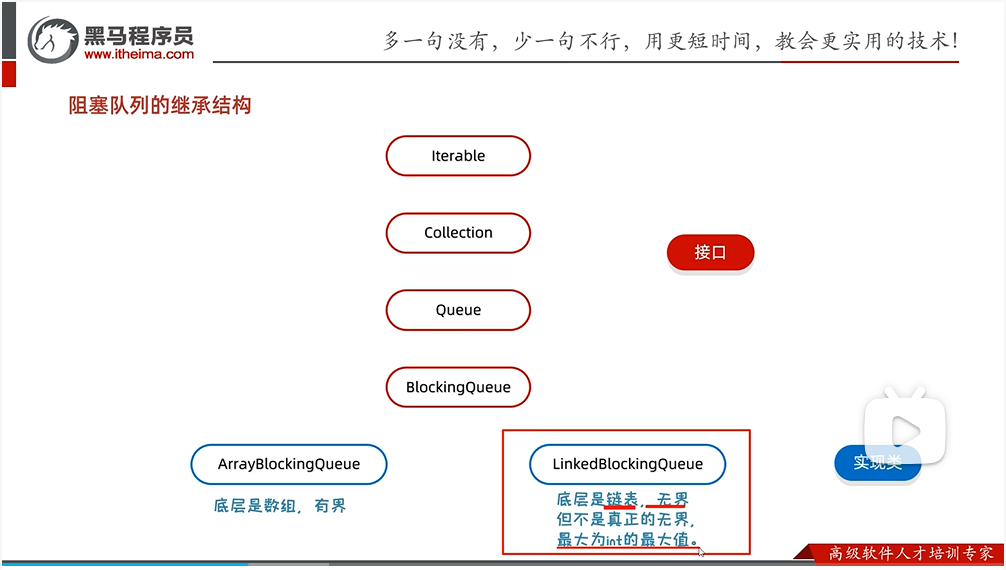 黑马程序员
www.itheima.com
多一句没有，少一句不行，用更短时间，教会更实用的技术！
阻塞队列的继承结构
Iterable
Collection
接口
Queue
BlockingQueue
ArrayBlockingQueue
LinkedBlockingQueue
实现类
底层是数组，有界
底层是链表，无界
但不是真正的无界，
最大为int的最大值。
高级软件人才培训专家